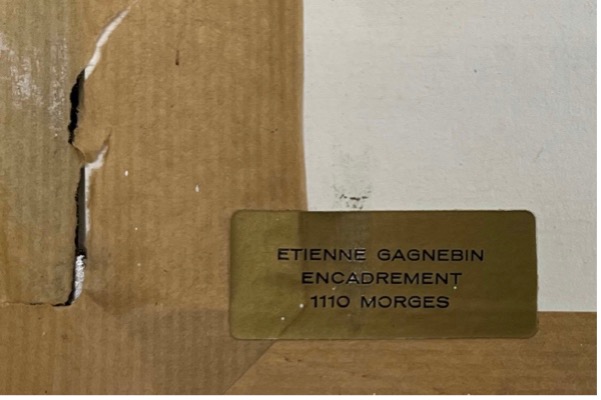 ETIENNE GAGNEBIN
ENCADREMENT
1110 MORGES